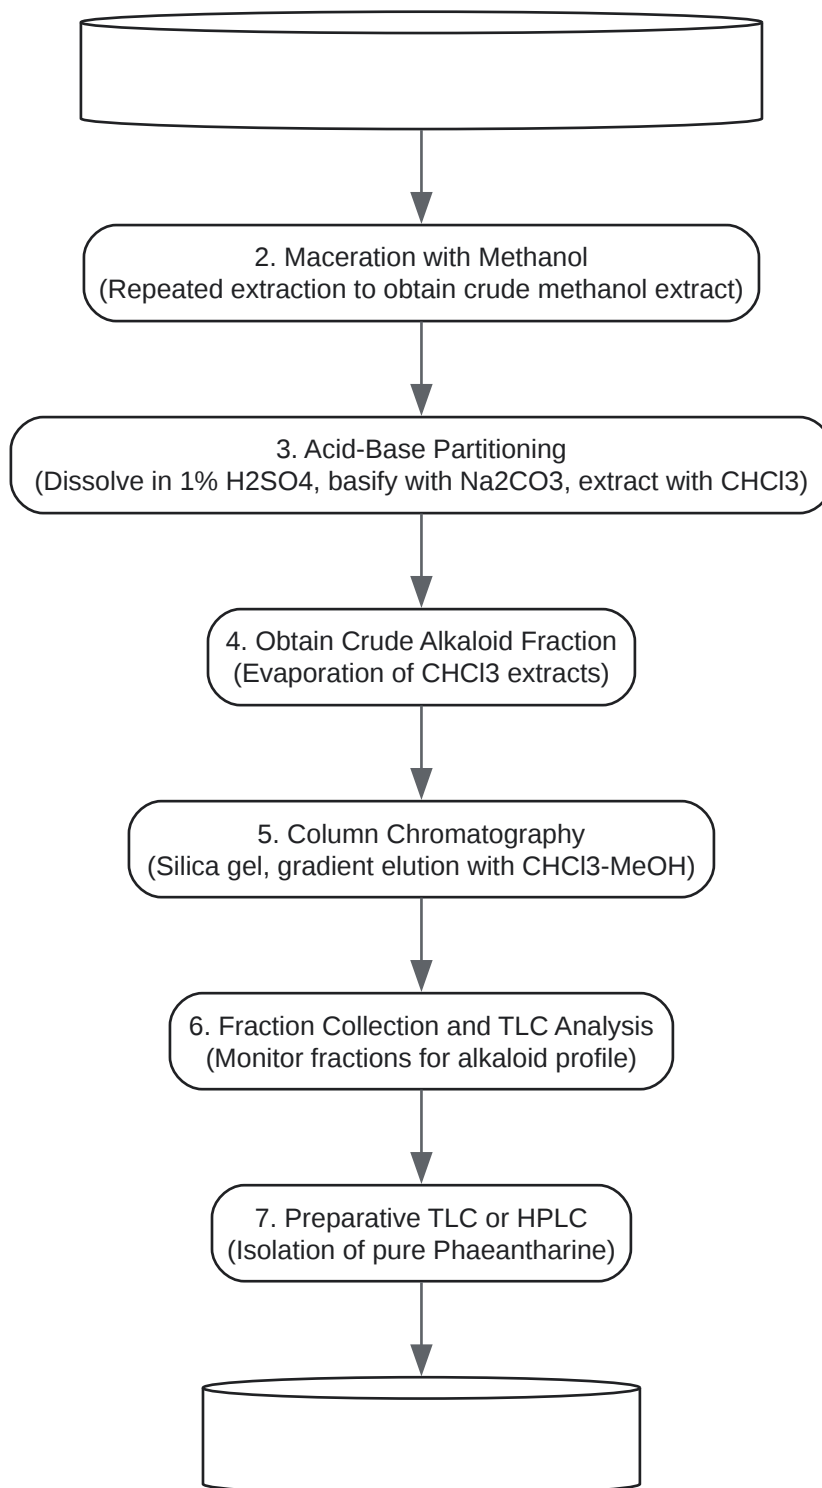 2. Maceration with Methanol
(Repeated extraction to obtain crude methanol extract)
3. Acid-Base Partitioning
(Dissolve in 1% H2SO4, basify with Na2CO3, extract with CHCl3)
4. Obtain Crude Alkaloid Fraction
(Evaporation of CHCl3 extracts)
5. Column Chromatography
(Silica gel, gradient elution with CHCl3-MeOH)
6. Fraction Collection and TLC Analysis
(Monitor fractions for alkaloid profile)
7. Preparative TLC or HPLC
(Isolation of pure Phaeantharine)